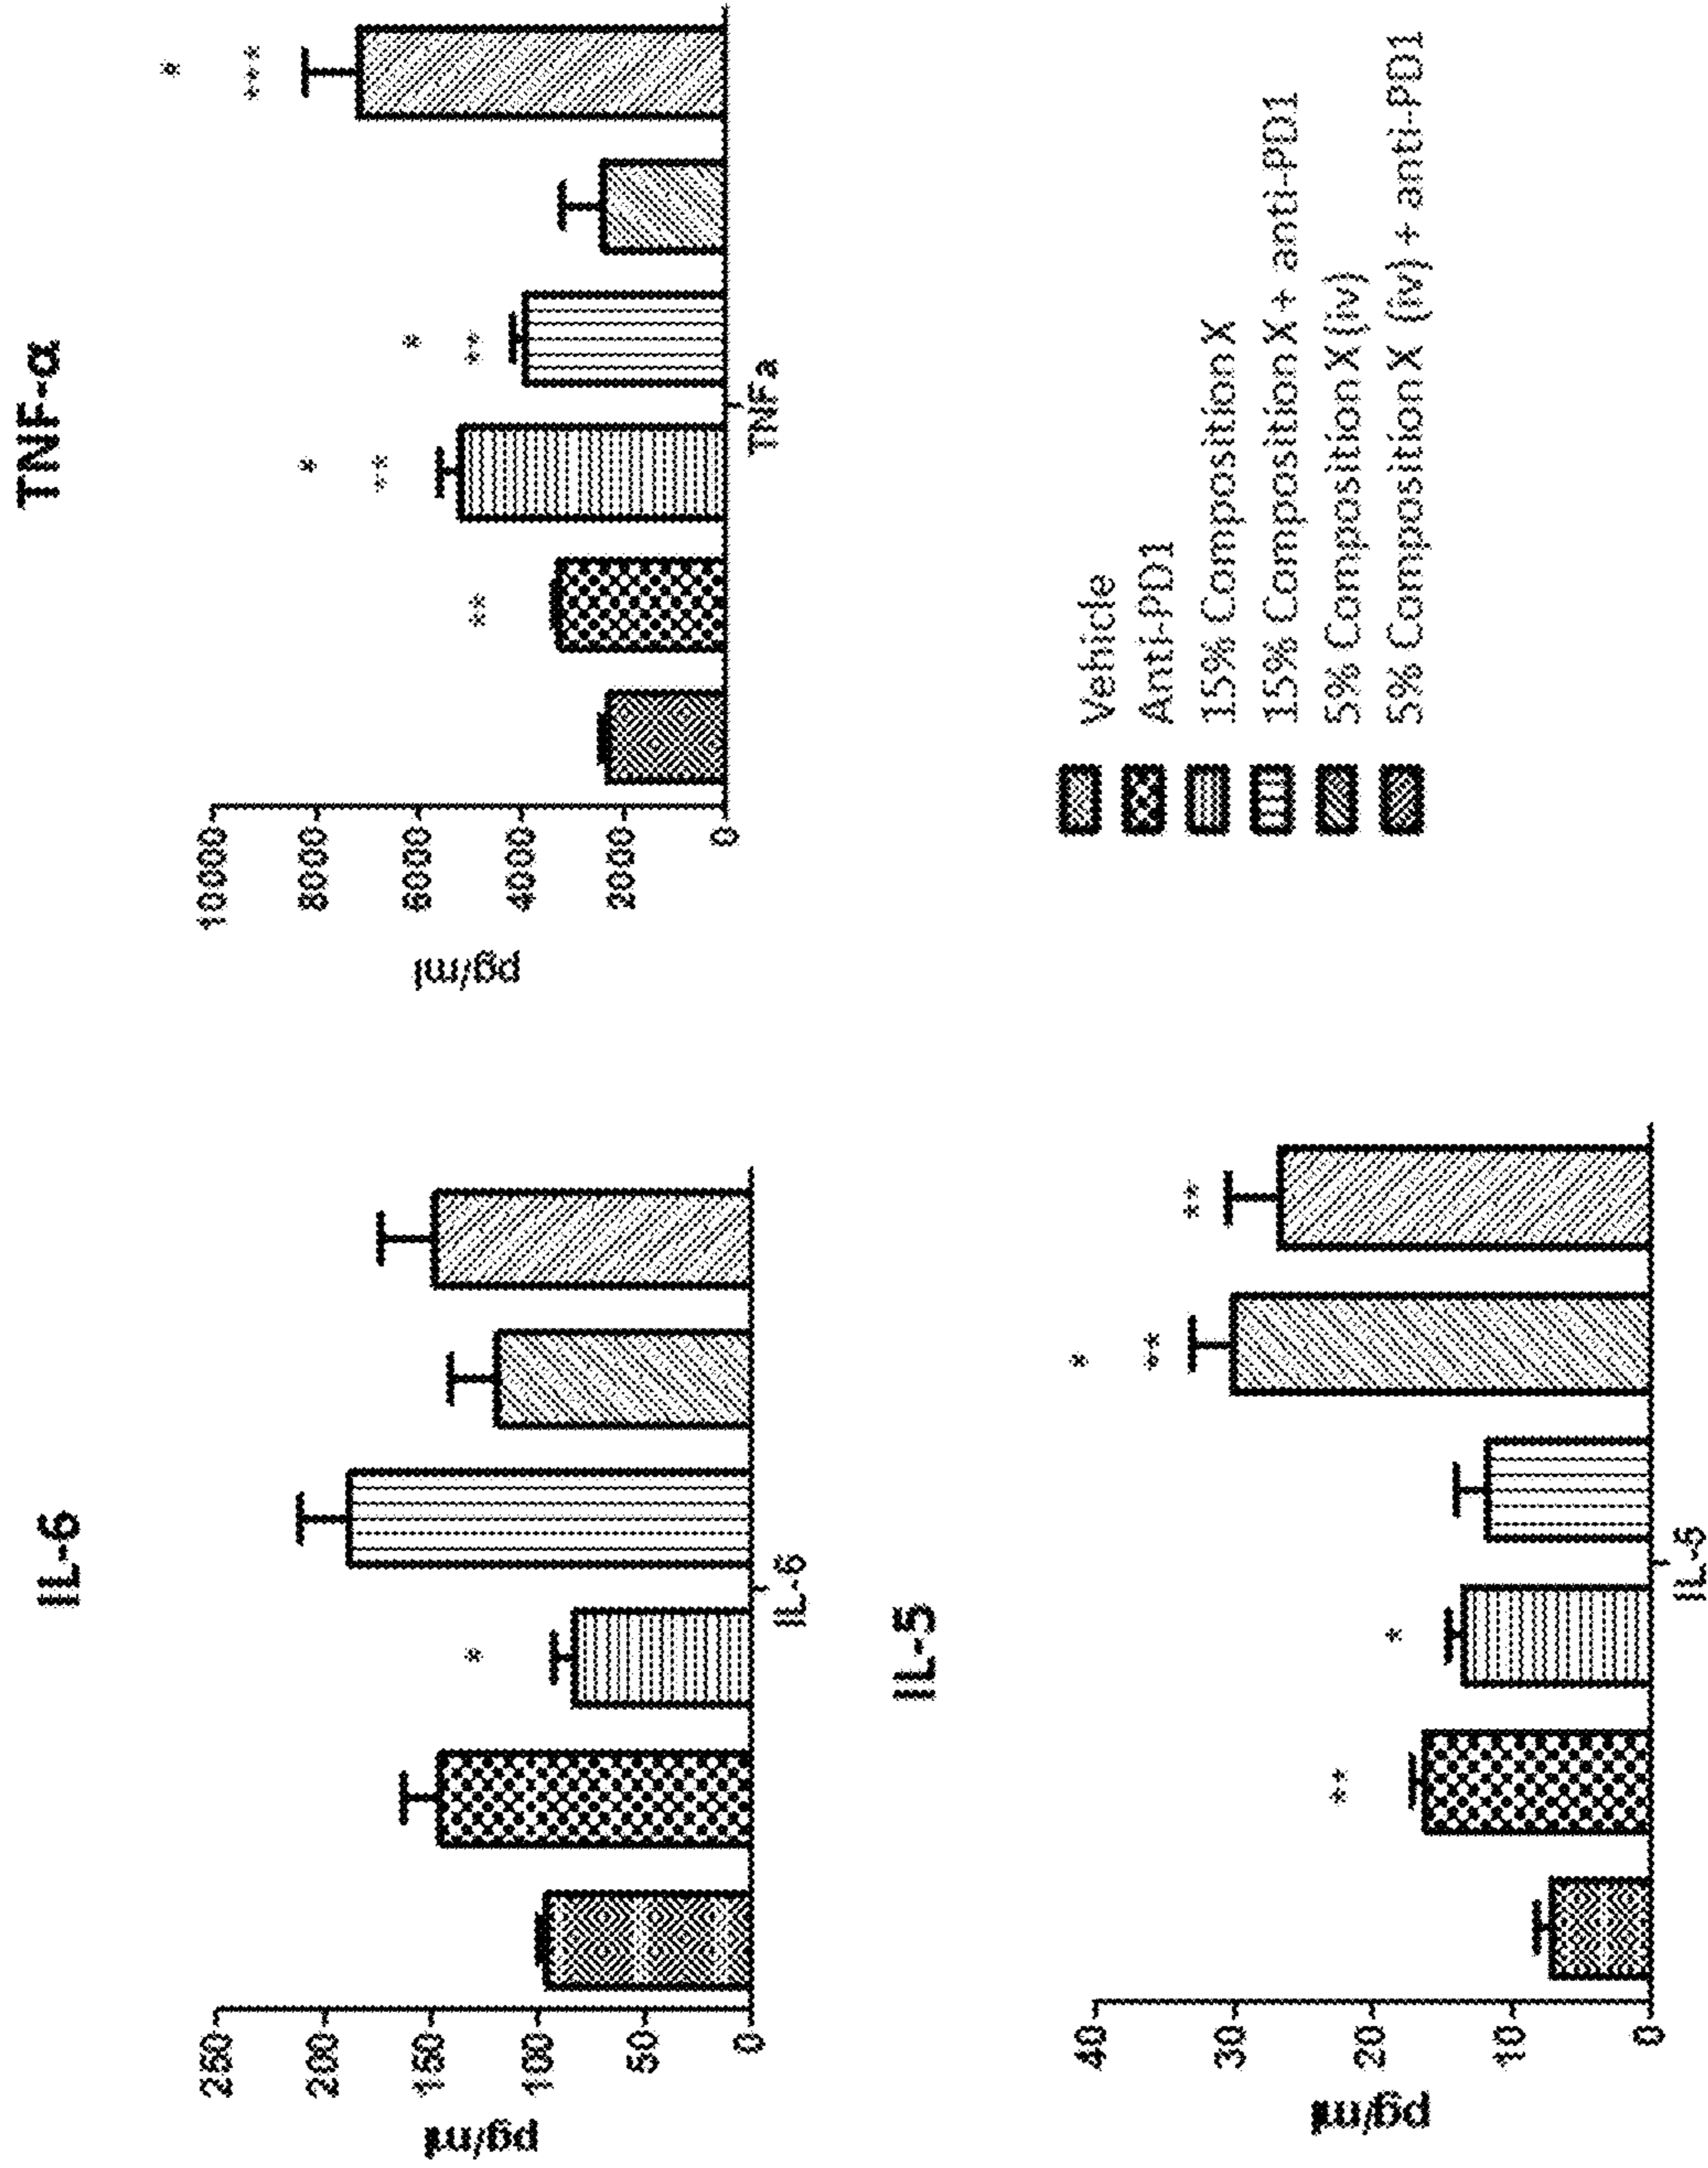 IL-6
pg/ml
250
200
150
100
50
0
*
IL-6
TNF-α
pg/ml
10000
8000
6000
4000
2000
0
**
*
**
*
**
*
***
TNFa
IL-5
pg/ml
40
30
20
10
0
**
*
*
**
**
IL-5
Vehicle
Anti-PD1
15% Composition X
15% Composition X + anti-PD1
5% Composition X (iv)
5% Composition X (iv) + anti-PD1